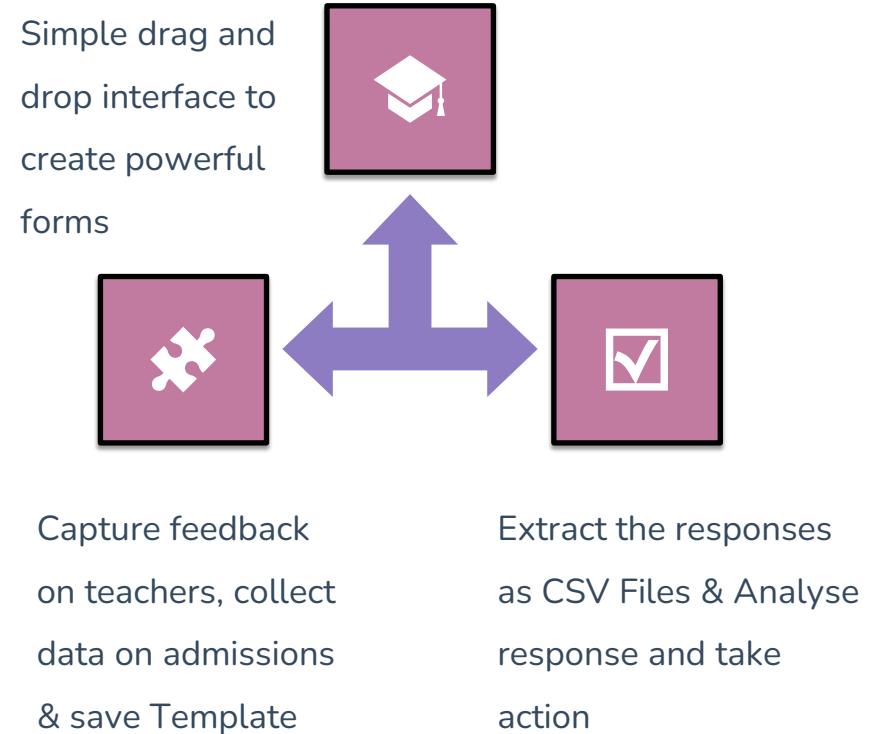 Simple drag and
drop interface to
create powerful
forms
Capture feedback
on teachers, collect
data on admissions
& save Template
Extract the responses
as CSV Files & Analyse
response and take
action